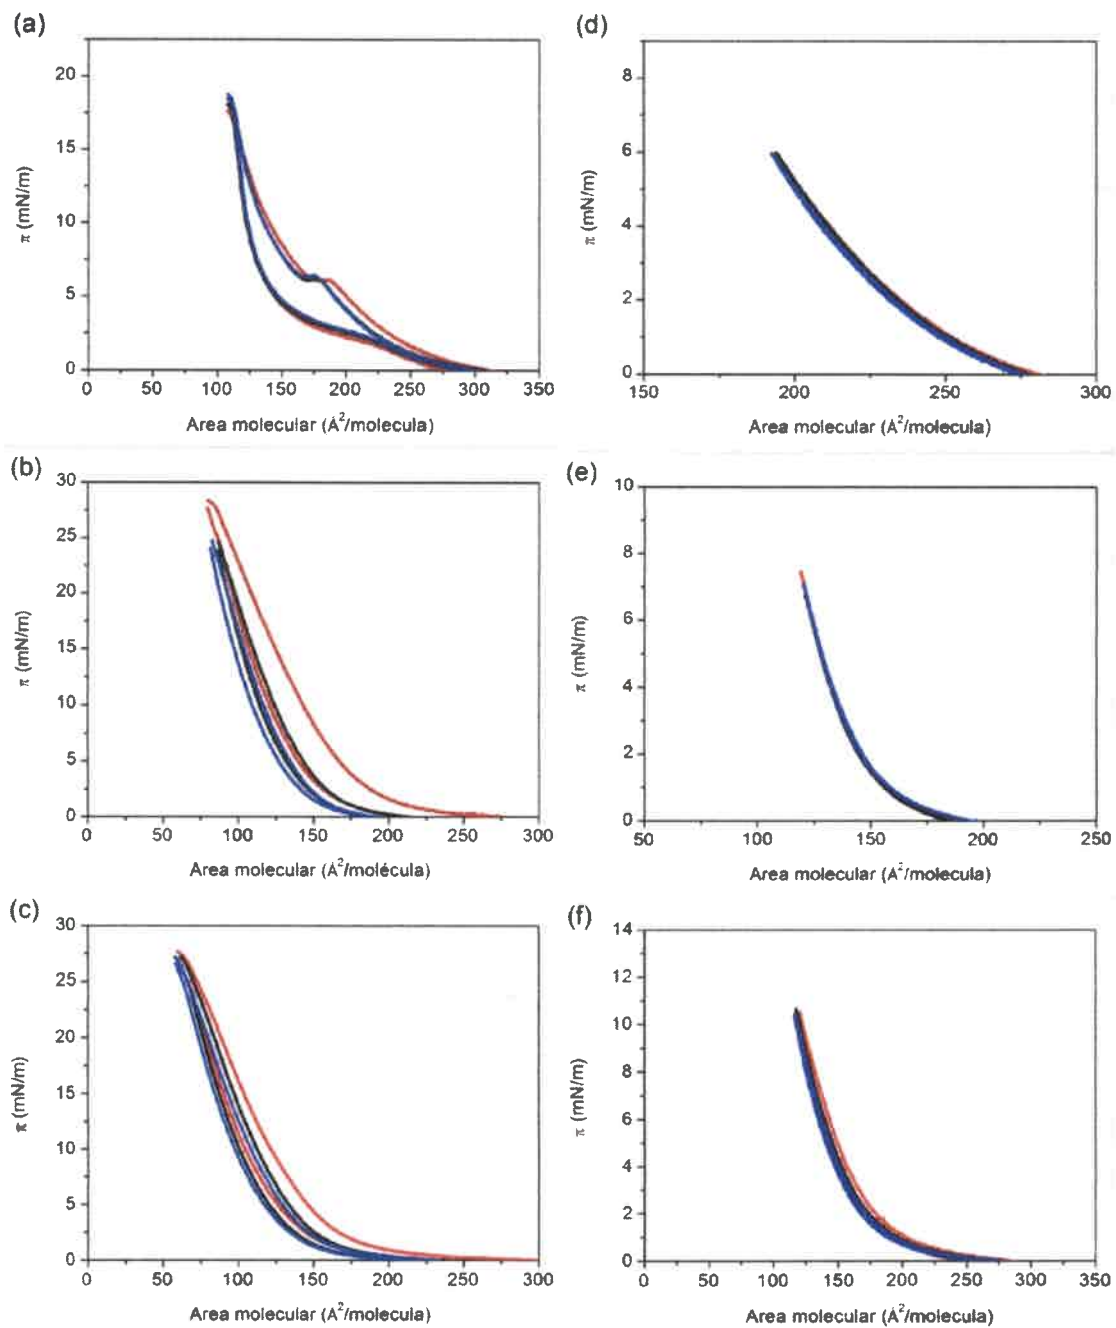 (a)
20
15
10
5
0
π (mN/m)
0 50 100 150 200 250 300 350
Area molecular (Å²/molecula)
(d)
8
6
4
2
0
π (mN/m)
150 200 250 300
Area molecular (Å²/molecula)
(b)
30
25
20
15
10
5
0
π (mN/m)
0 50 100 150 200 250 300
Area molecular (Å²/molécula)
(e)
10
8
6
4
2
0
π (mN/m)
50 100 150 200 250
Area molecular (Å²/molecula)
(c)
30
25
20
15
10
5
0
π (mN/m)
0 50 100 150 200 250 300
Area molecular (Å²/molecula)
(f)
14
12
10
8
6
4
2
0
π (mN/m)
0 50 100 150 200 250 300 350
Area molecular (Å²/molecula)